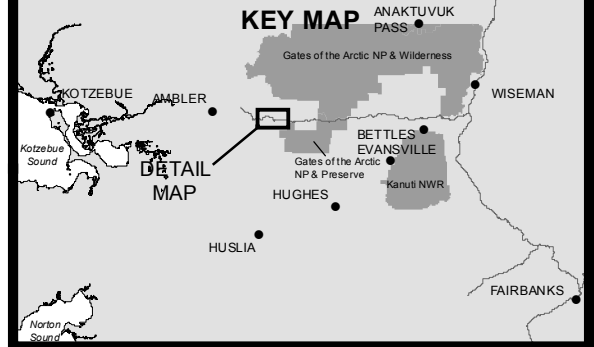 KEY MAP
ANAKTUVUK
PASS
Gates of the Arctic NP & Wilderness
KOTZEBUE
AMBLER
WISEMAN
Kotzebue
Sound
BETTLES
EVANSVILLE
DETAIL
MAP
Gates of the Arctic
NP & Preserve
Kanuti NWR
HUGHES
HUSLIA
FAIRBANKS
Norton
Sound